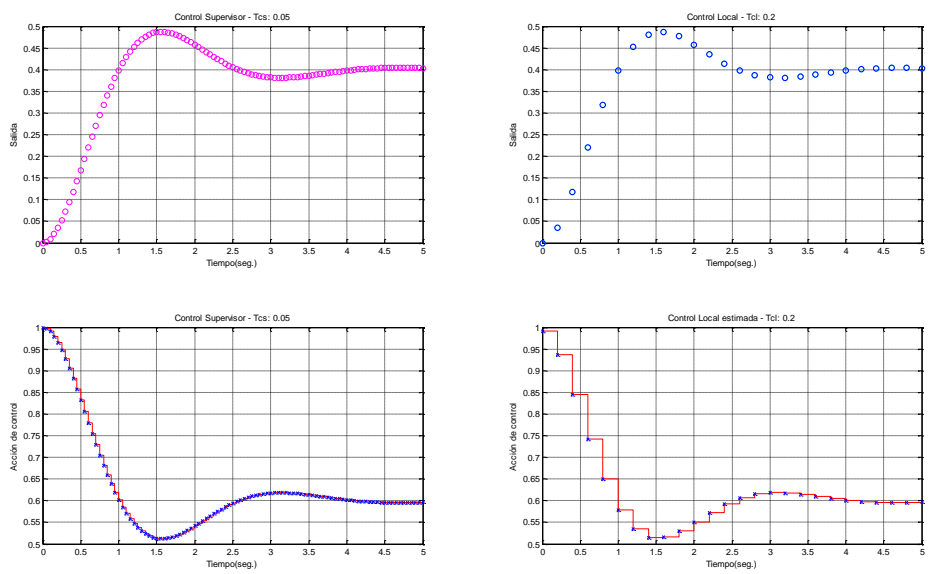 Control Supervisor - Tcs: 0.05
0.5
0.45
0.4
0.35
0.3
0.25
0.2
0.15
0.1
0.05
0
Salida
0 0.5 1 1.5 2 2.5 3 3.5 4 4.5 5
Tiempo(seg.)
Control Local - Tcl: 0.2
0.5
0.45
0.4
0.35
0.3
0.25
0.2
0.15
0.1
0.05
0
Salida
0 0.5 1 1.5 2 2.5 3 3.5 4 4.5 5
Tiempo(seg.)
Control Supervisor - Tcs: 0.05
1
0.95
0.9
0.85
0.8
0.75
0.7
0.65
0.6
0.55
0.5
Acción de control
0 0.5 1 1.5 2 2.5 3 3.5 4 4.5 5
Tiempo(seg.)
Control Local estimada - Tcl: 0.2
1
0.95
0.9
0.85
0.8
0.75
0.7
0.65
0.6
0.55
0.5
Acción de control
0 0.5 1 1.5 2 2.5 3 3.5 4 4.5 5
Tiempo(seg.)